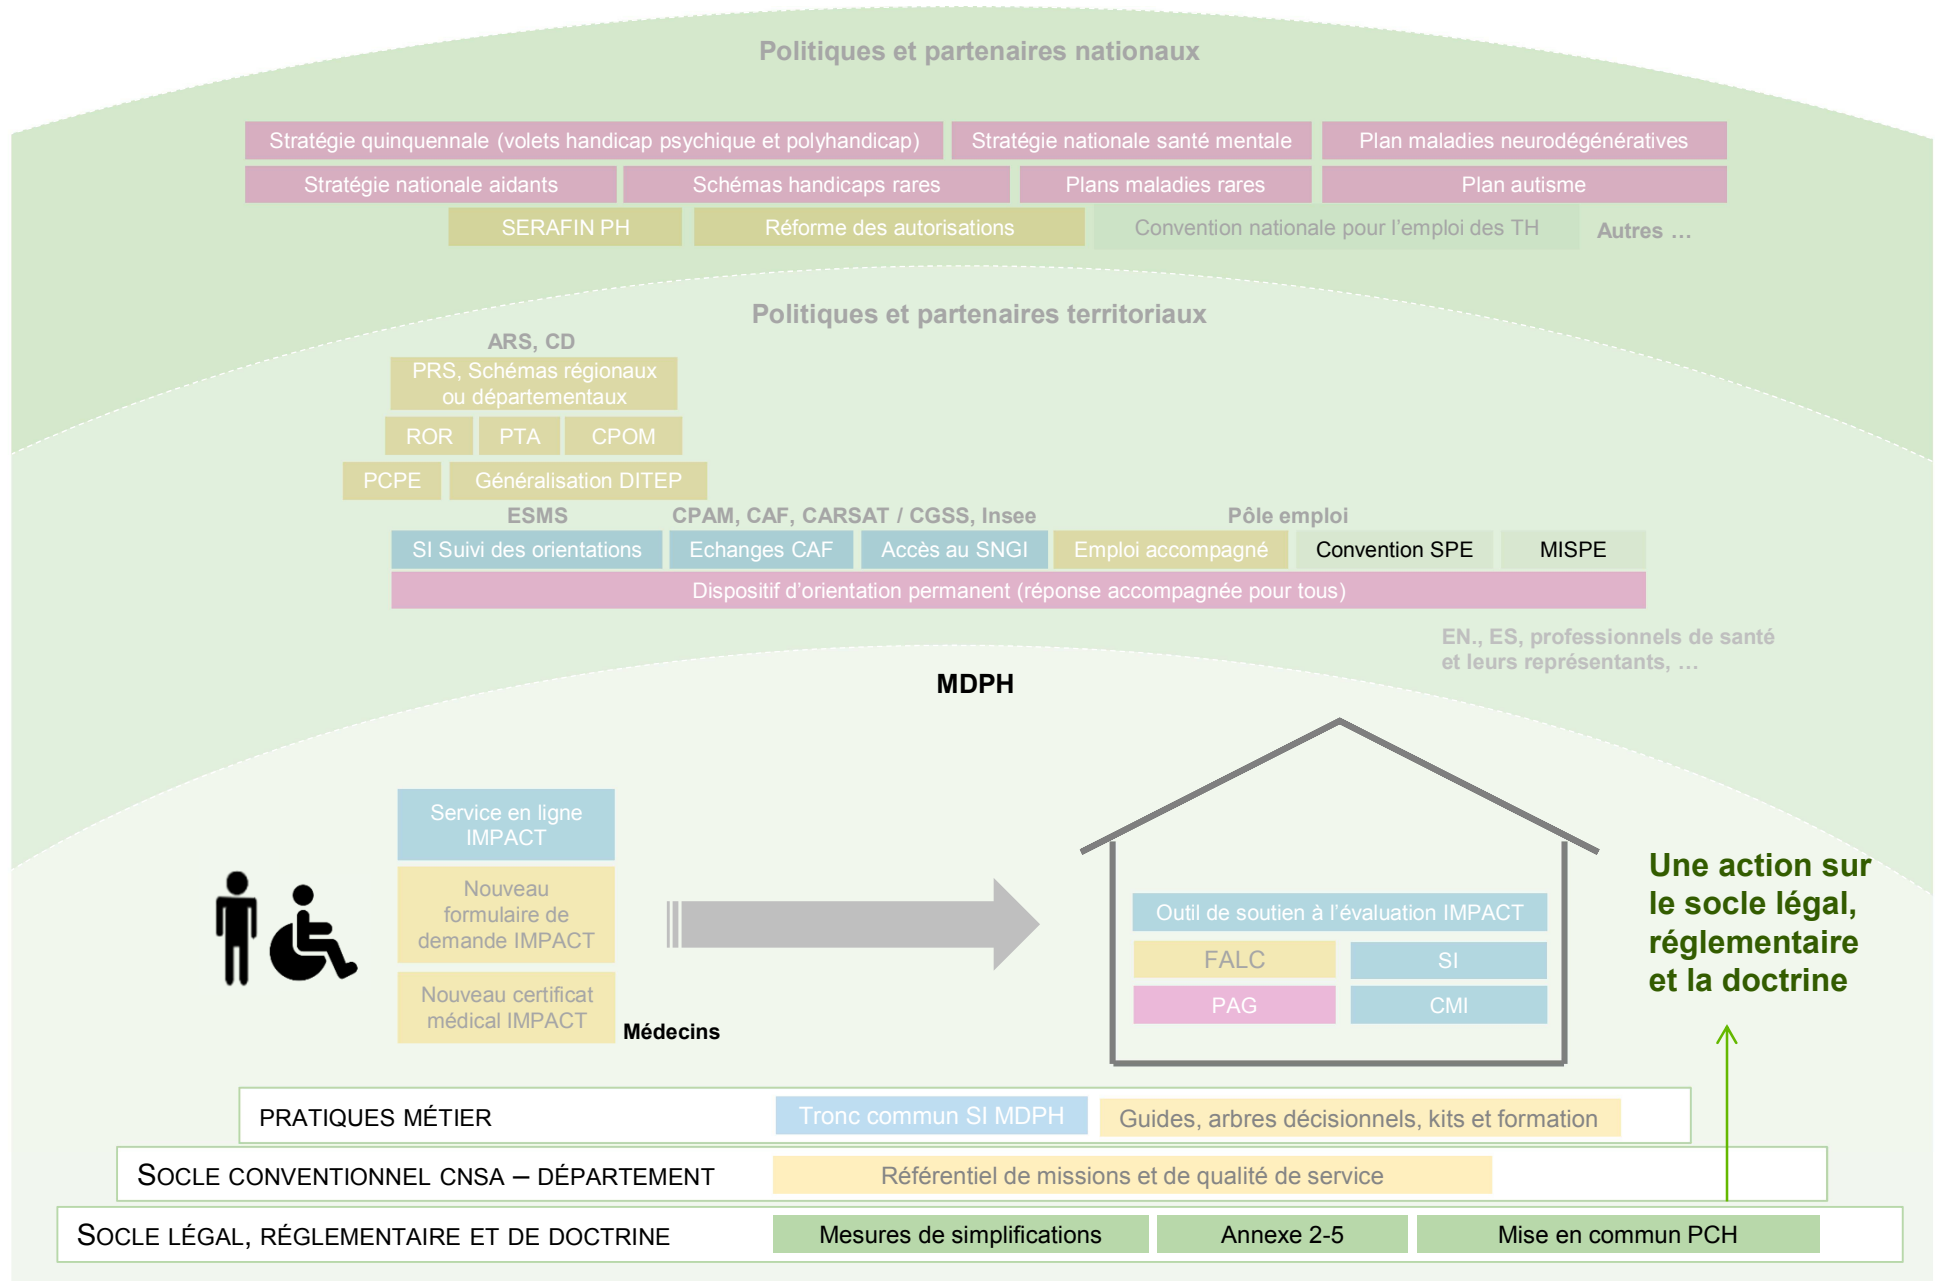 Politiques et partenaires nationaux
Stratégie quinquennale (volets handicap psychique et polyhandicap)
Stratégie nationale santé mentale
Plan maladies neurodégénératives
Stratégie nationale aidants
Schémas handicaps rares
Plans maladies rares
Plan autisme
SERAFIN PH
Réforme des autorisations
Convention nationale pour l'emploi des TH
Autres …
Politiques et partenaires territoriaux
ARS, CD
PRS, Schémas régionaux
ou départementaux
ROR
PTA
CPOM
PCPE
Généralisation DITEP
ESMS
CPAM, CAF, CARSAT / CGSS, Insee
Pôle emploi
SI Suivi des orientations
Echanges CAF
Accès au SNGI
Emploi accompagné
Convention SPE
MISPE
Dispositif d'orientation permanent (réponse accompagnée pour tous)
EN., ES, professionnels de santé
et leurs représentants, …
MDPH
Service en ligne
IMPACT
Nouveau
formulaire de
demande IMPACT
Nouveau certificat
médical IMPACT
Médecins
Outil de soutien à l'évaluation IMPACT
FALC
SI
PAG
CMI
Une action sur
le socle légal,
réglementaire
et la doctrine
PRATIQUES MÉTIER
Tronc commun SI MDPH
Guides, arbres décisionnels, kits et formation
SOCLE CONVENTIONNEL CNSA – DÉPARTEMENT
Référentiel de missions et de qualité de service
SOCLE LÉGAL, RÉGLEMENTAIRE ET DE DOCTRINE
Mesures de simplifications
Annexe 2-5
Mise en commun PCH